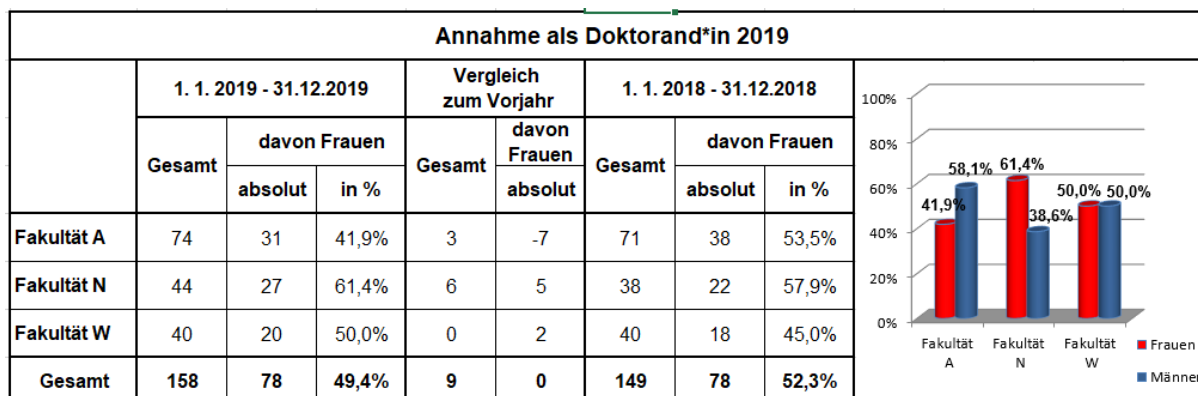 Annahme als Doktorand*in 2019
1. 1. 2019 - 31.12.2019
Vergleich
zum Vorjahr
1. 1. 2018 - 31.12.2018
Gesamt
davon Frauen
Gesamt
davon
Frauen
Gesamt
davon Frauen
absolut
in %
absolut
absolut
in %
Fakultät A 74 31 41,9% 3 -7 71 38 53,5%
Fakultät N 44 27 61,4% 6 5 38 22 57,9%
Fakultät W 40 20 50,0% 0 2 40 18 45,0%
Gesamt 158 78 49,4% 9 0 149 78 52,3%
100%
80%
60%
40%
20%
0%
41,9%
58,1%
61,4%
38,6%
50,0%
50,0%
Fakultät
A
Fakultät
N
Fakultät
W
Frauen
Männer